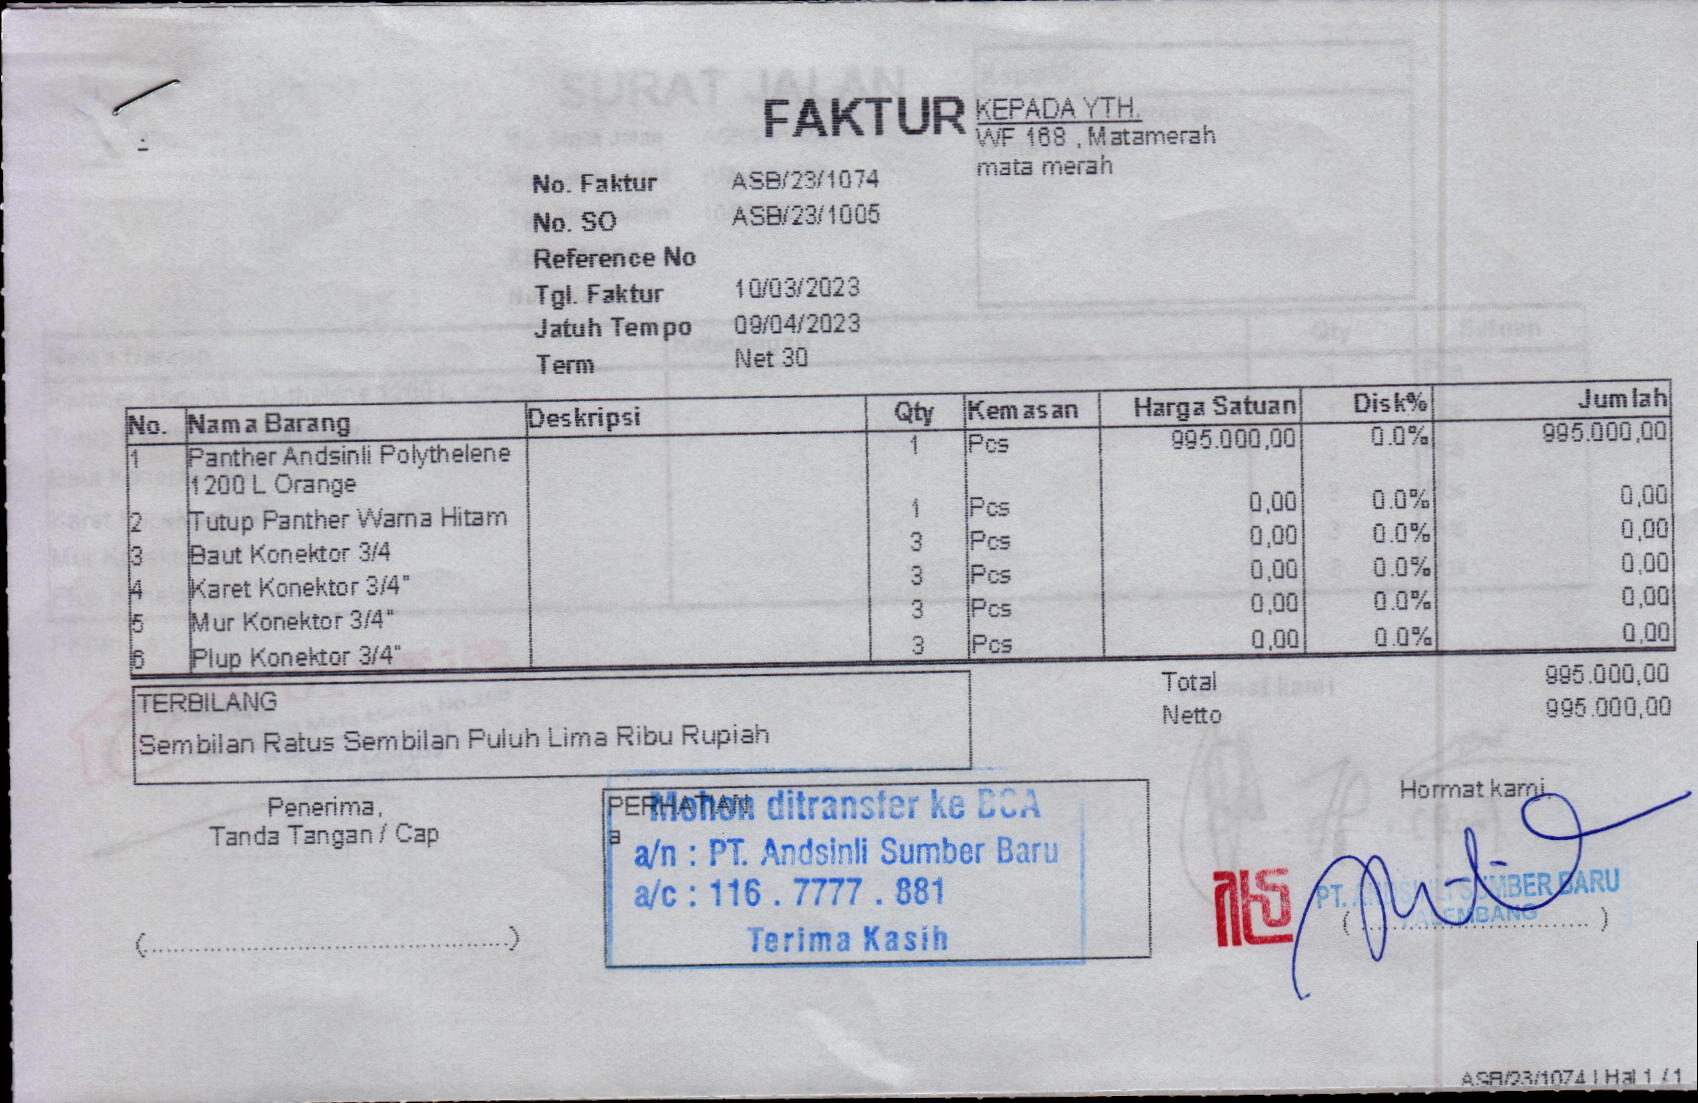 FAKTUR
KEPADA YTH.
WF 168 , Matamerah
mata merah
No. Faktur ASB/23/1074
No. SO ASB/23/1005
Reference No
Tgl. Faktur 10/03/2023
Jatuh Tempo 09/04/2023
Term Net 30
No. Nama Barang Deskripsi Qty Kemasan Harga Satuan Disk% Jumlah
1 Panther Andsinli Polythelene 1 Pcs 995.000,00 0.0% 995.000,00
1200 L Orange
2 Tutup Panther Warna Hitam 1 Pcs 0,00 0.0% 0,00
3 Baut Konektor 3/4 3 Pcs 0,00 0.0% 0,00
4 Karet Konektor 3/4" 3 Pcs 0,00 0.0% 0,00
5 Mur Konektor 3/4" 3 Pcs 0,00 0.0% 0,00
6 Plup Konektor 3/4" 3 Pcs 0,00 0.0% 0,00
Total 995.000,00
Netto 995.000,00
TERBILANG
Sembilan Ratus Sembilan Puluh Lima Ribu Rupiah
Penerima,
Tanda Tangan / Cap
(..........................................)
PERHATIAN
a
Mohon ditransfer ke BCA
a/n : PT. Andsinli Sumber Baru
a/c : 116 . 7777 . 881
Terima Kasih
Hormat kami,
PT. ANDSINLI SUMBER BARU
PALEMBANG
(..............................)
ASB/23/1074 | Hal 1 / 1